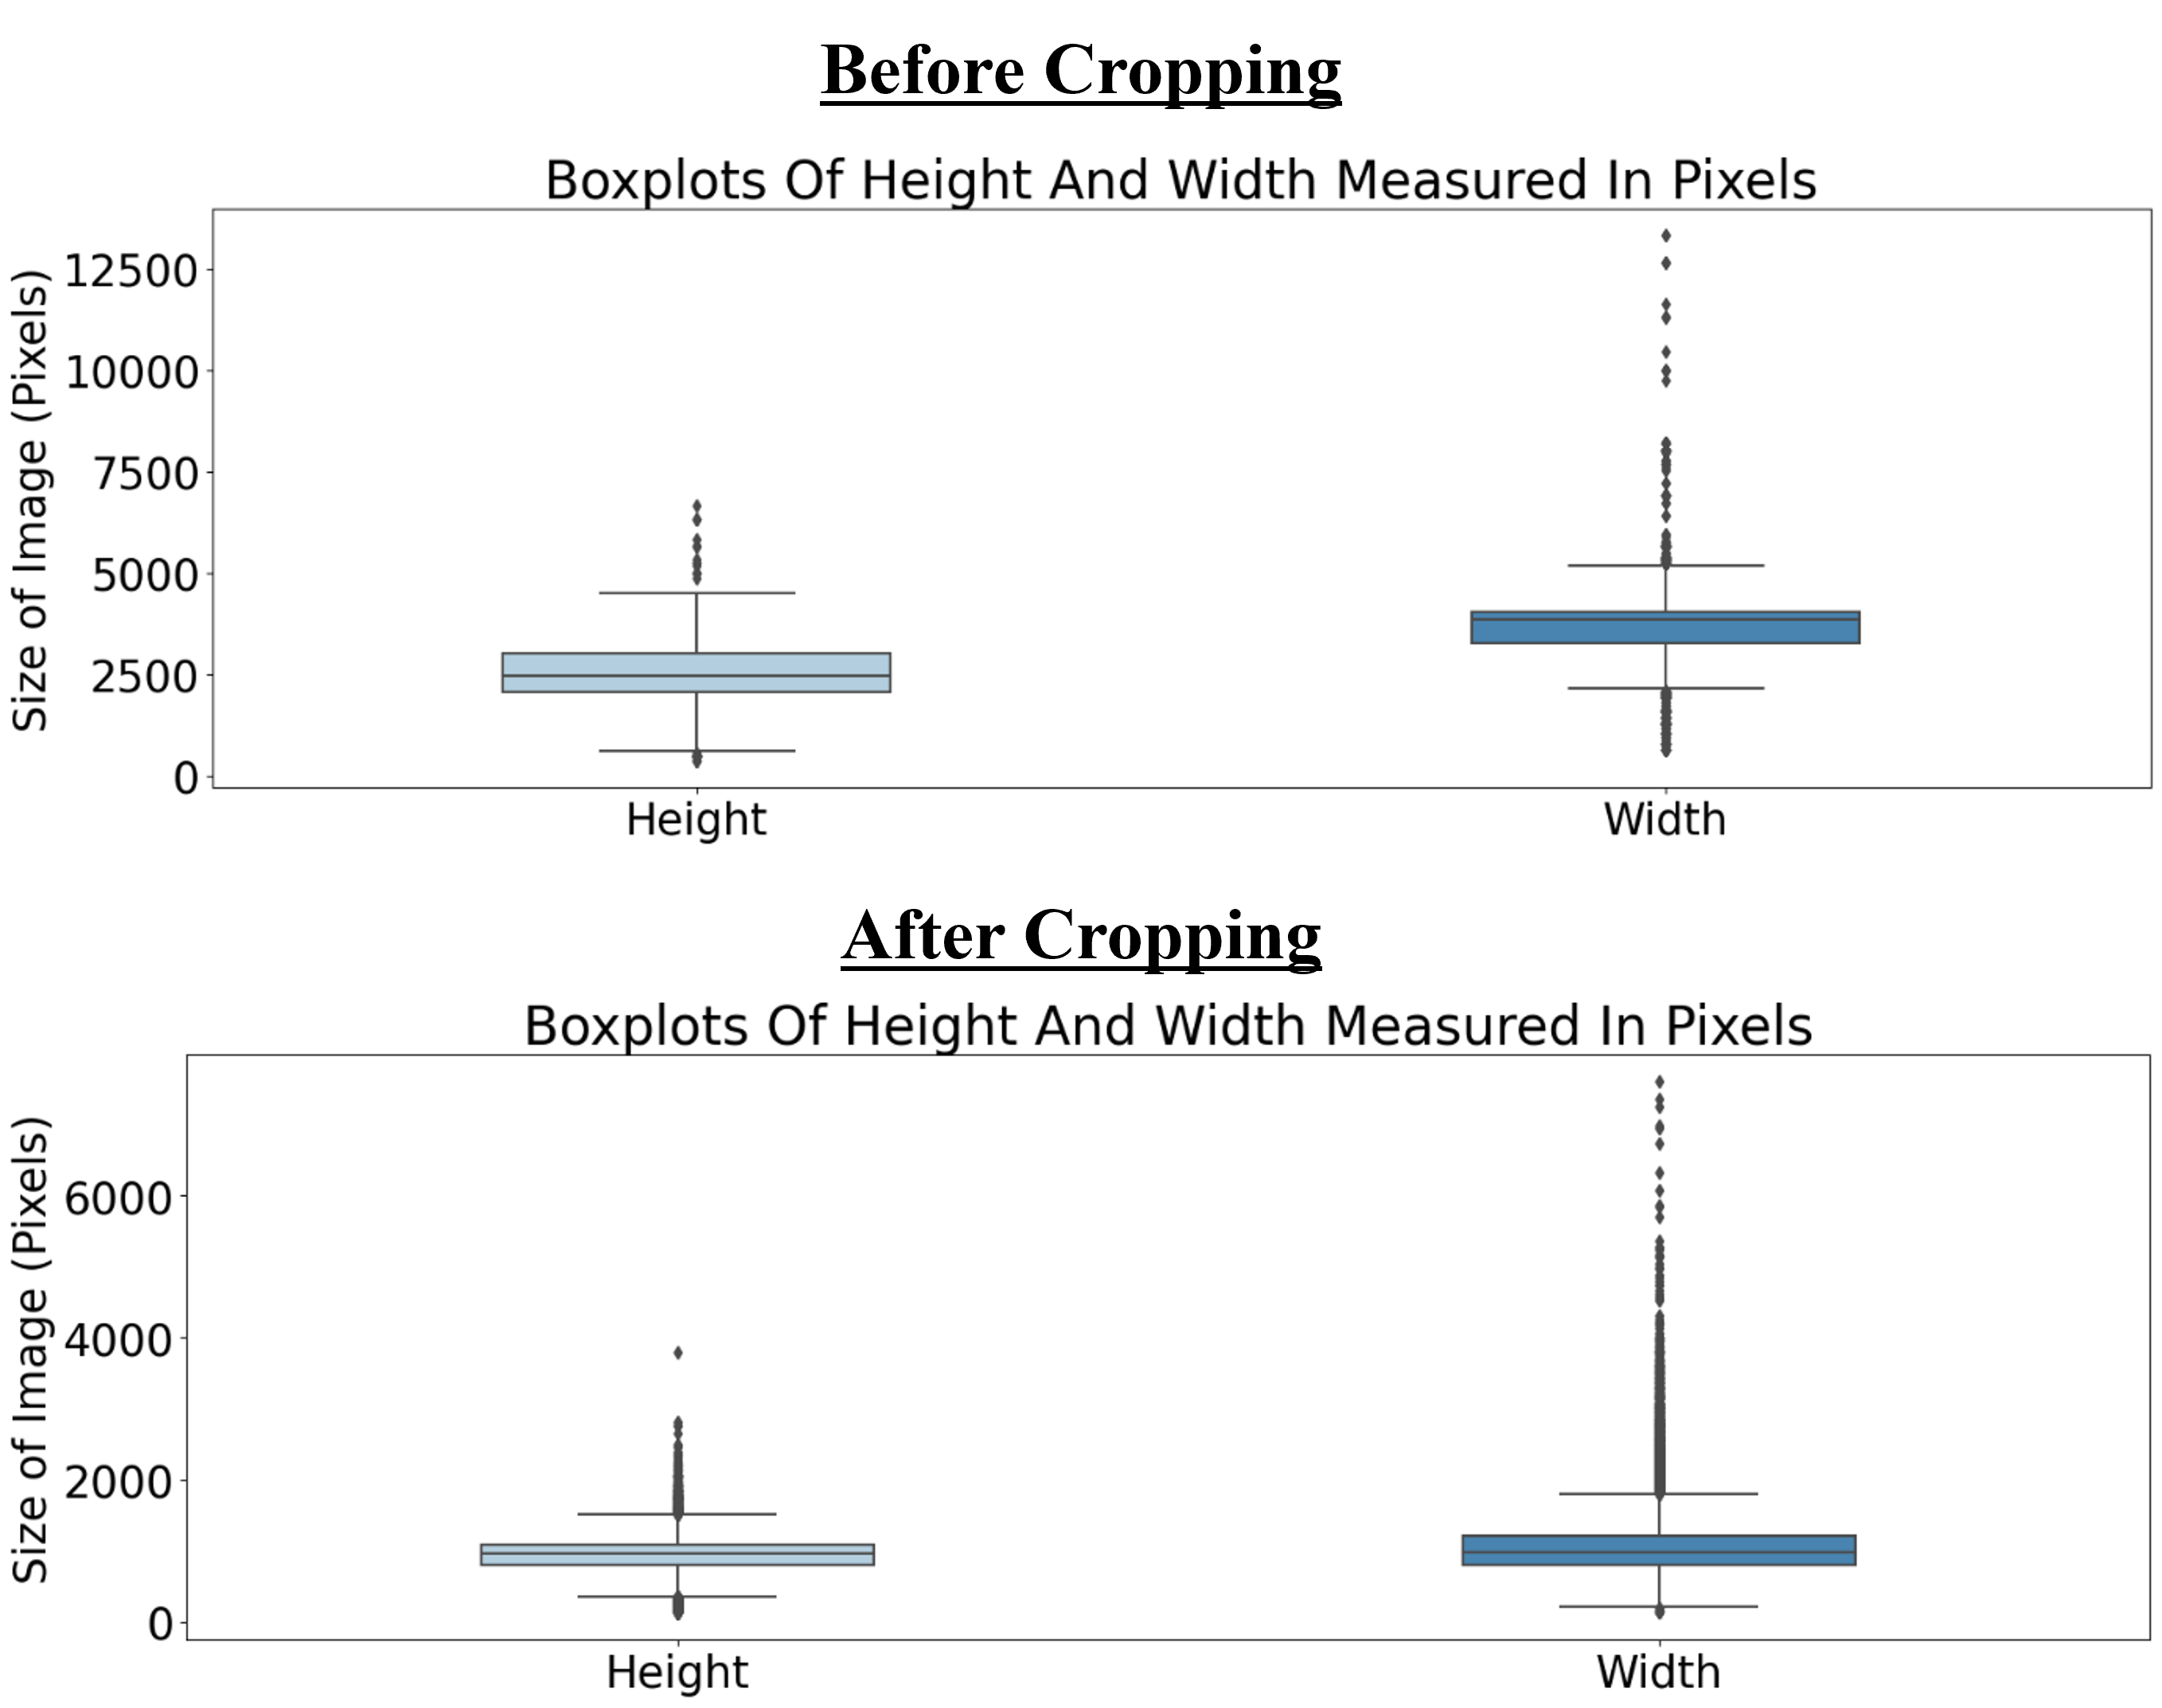 Before Cropping
Boxplots Of Height And Width Measured In Pixels
Size of Image (Pixels)
12500
10000
7500
5000
2500
0
Height Width
After Cropping
Boxplots Of Height And Width Measured In Pixels
Size of Image (Pixels)
6000
4000
2000
0
Height Width